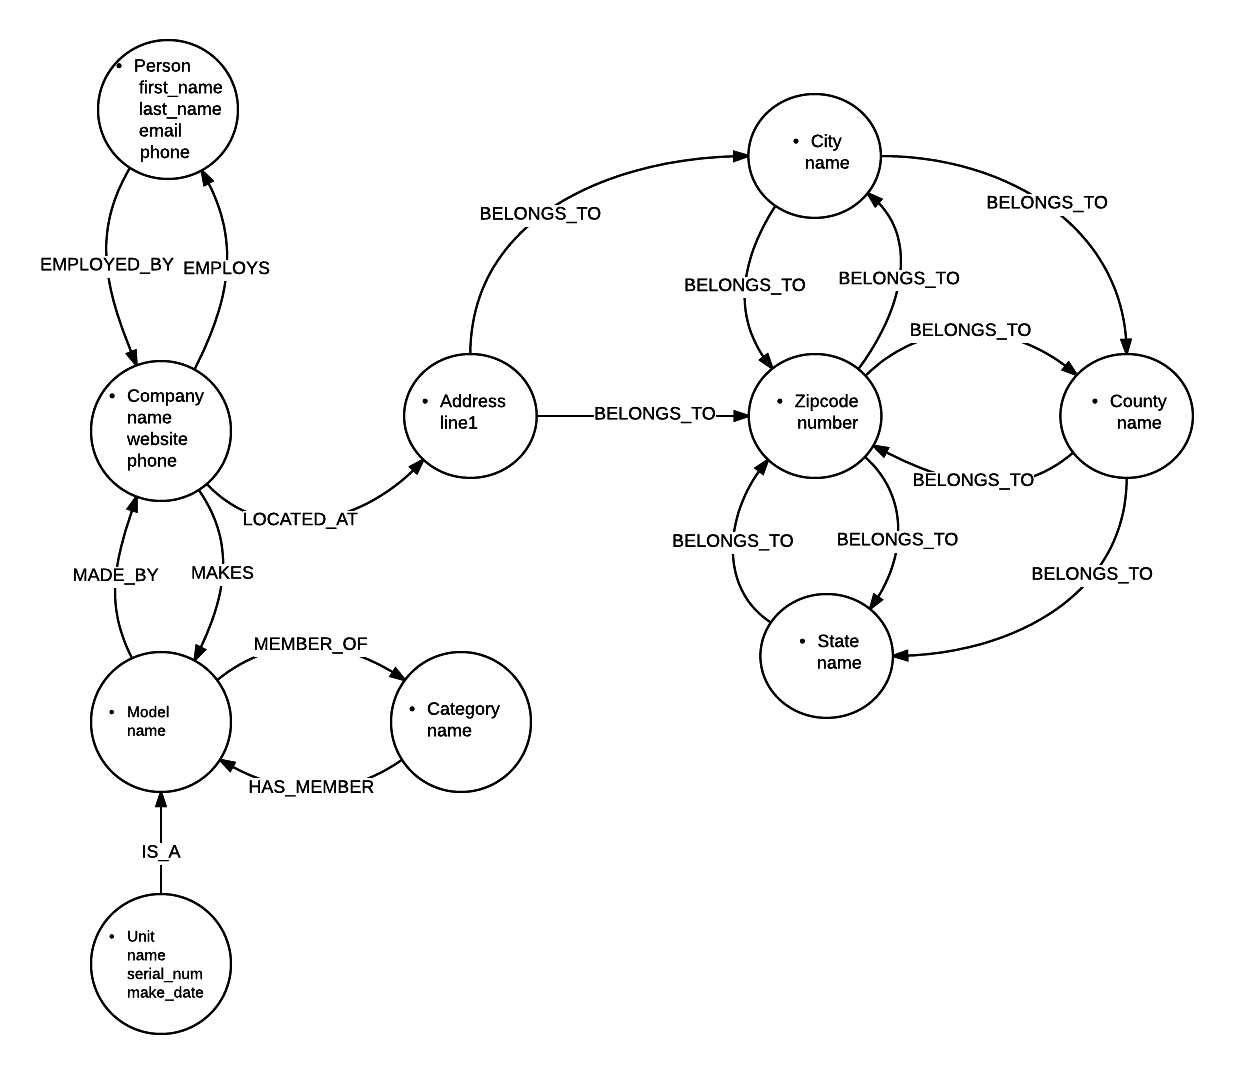 • Person
first_name
last_name
email
phone
EMPLOYED_BY
EMPLOYS
• Company
name
website
phone
LOCATED_AT
MADE_BY
MAKES
• Model
name
MEMBER_OF
HAS_MEMBER
• Category
name
IS_A
• Unit
name
serial_num
make_date
• Address
line1
BELONGS_TO
BELONGS_TO
• City
name
BELONGS_TO
BELONGS_TO
BELONGS_TO
• Zipcode
number
BELONGS_TO
BELONGS_TO
• County
name
BELONGS_TO
BELONGS_TO
BELONGS_TO
• State
name